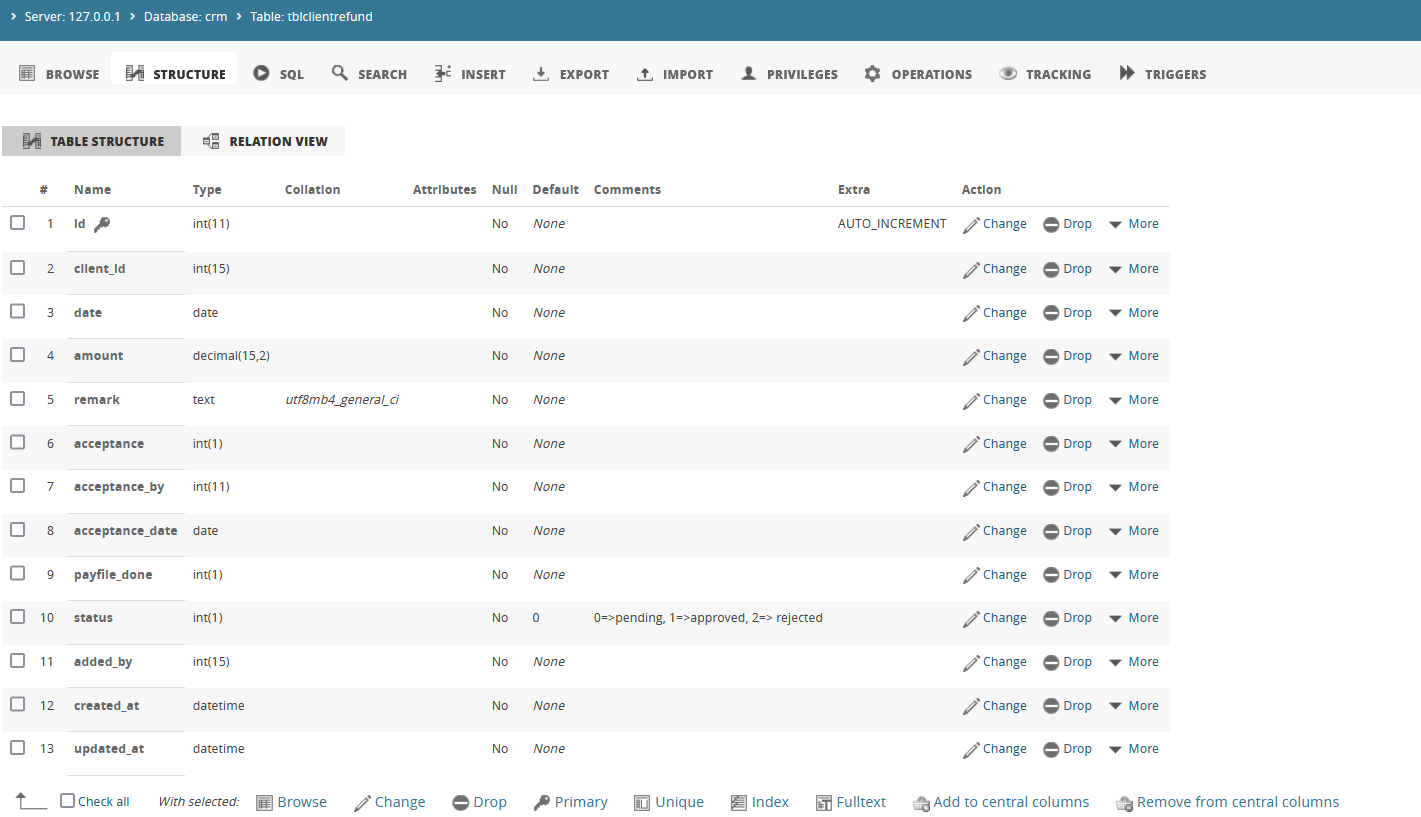 Server: 127.0.0.1 Database: crm Table: tblclientrefund
BROWSE STRUCTURE SQL SEARCH INSERT EXPORT IMPORT PRIVILEGES OPERATIONS TRACKING TRIGGERS
TABLE STRUCTURE RELATION VIEW
# Name Type Collation Attributes Null Default Comments Extra Action
1 id int(11) No None AUTO_INCREMENT Change Drop More
2 client_id int(15) No None Change Drop More
3 date date No None Change Drop More
4 amount decimal(15,2) No None Change Drop More
5 remark text utf8mb4_general_ci No None Change Drop More
6 acceptance int(1) No None Change Drop More
7 acceptance_by int(11) No None Change Drop More
8 acceptance_date date No None Change Drop More
9 payfile_done int(1) No None Change Drop More
10 status int(1) No 0 0=>pending, 1=>approved, 2=> rejected Change Drop More
11 added_by int(15) No None Change Drop More
12 created_at datetime No None Change Drop More
13 updated_at datetime No None Change Drop More
Check all With selected: Browse Change Drop Primary Unique Index Fulltext Add to central columns Remove from central columns